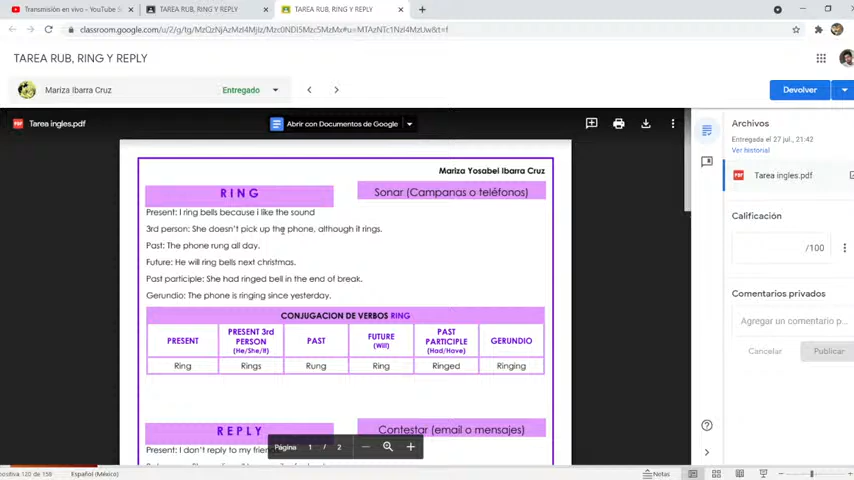 Transmisión en vivo - YouTube S
TAREA RUB, RING Y REPLY
TAREA RUB, RING Y REPLY
classroom.google.com/u/2/g/tg/MzQzNjAzMzI4MjIz/Mzc0NDI5Mzc5MzMx#u=MTAzNTc1NzI4MzUw&t=f
TAREA RUB, RING Y REPLY
Mariza Ibarra Cruz
Entregado
Devolver
Tarea ingles.pdf
Abrir con Documentos de Google
Archivos
Entregada el 27 jul., 21:42
Ver historial
Tarea ingles.pdf
Calificación
/100
Comentarios privados
Agregar un comentario p...
Cancelar
Publicar
Mariza Yosabel Ibarra Cruz
RING
Sonar (Campanas o teléfonos)
Present: I ring bells because i like the sound
3rd person: She doesn't pick up the phone, although it rings.
Past: The phone rung all day.
Future: He will ring bells next christmas.
Past participle: She had ringed bell in the end of break.
Gerundio: The phone is ringing since yesterday.
CONJUGACION DE VERBOS RING
PRESENT
PRESENT 3rd PERSON (He/She/It)
PAST
FUTURE (Will)
PAST PARTICIPLE (Had/Have)
GERUNDIO
Ring
Rings
Rung
Ring
Ringed
Ringing
REPLY
Contestar (email o mensajes)
Present: I don't reply to my frien
Página 1 / 2
positiva 120 de 158
Español (México)
Notas